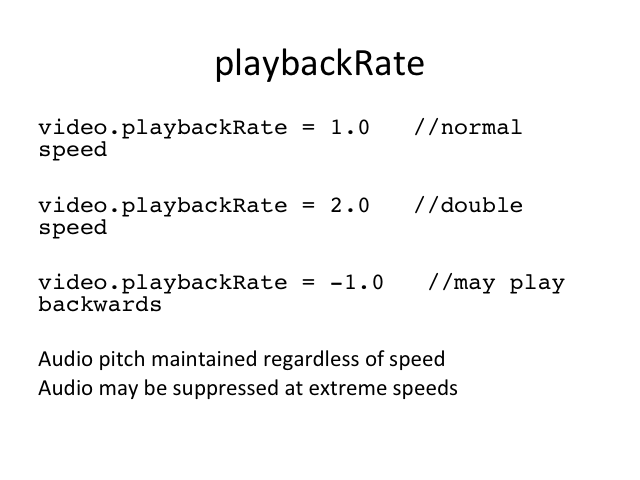 playbackRate
video.playbackRate = 1.0   //normal
speed
video.playbackRate = 2.0   //double
speed
video.playbackRate = -1.0   //may play
backwards
Audio pitch maintained regardless of speed
Audio may be suppressed at extreme speeds